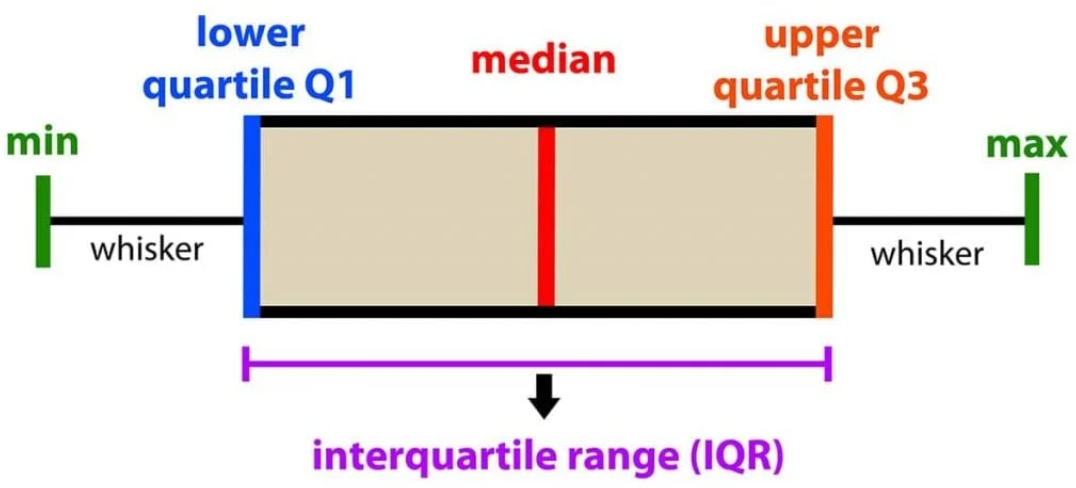 lower
quartile Q1
median
upper
quartile Q3
min
max
whisker
whisker
interquartile range (IQR)